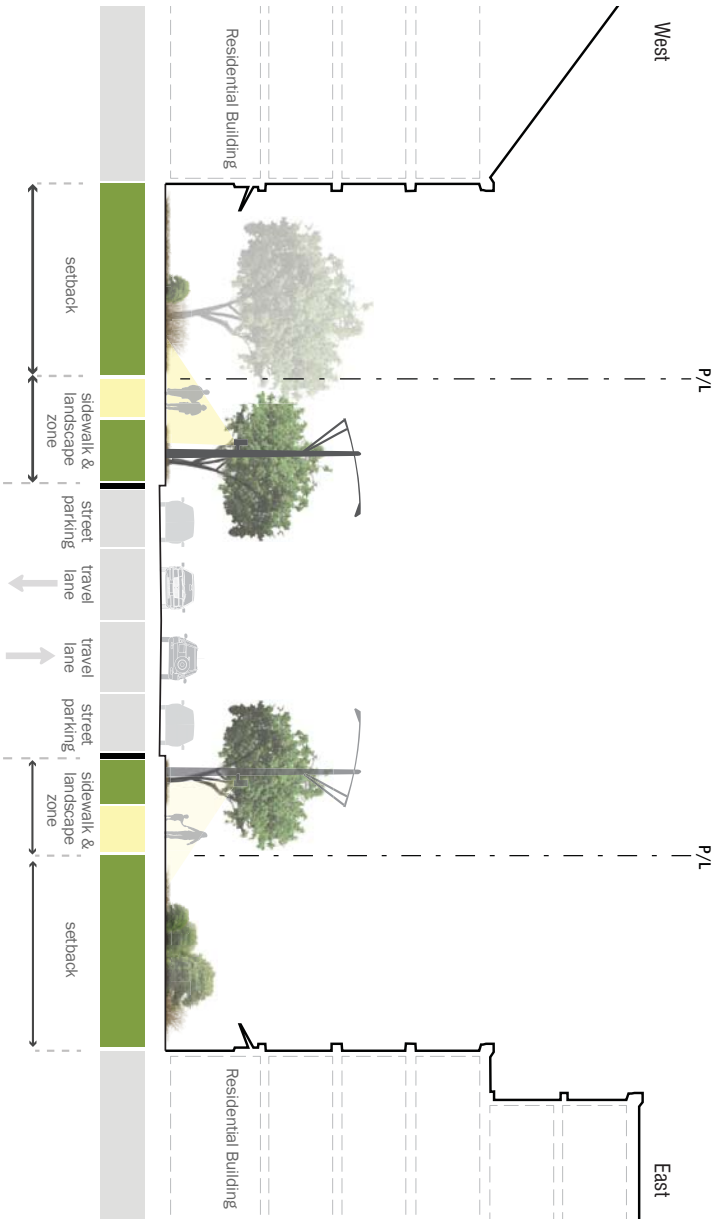 West
East
P/L
P/L
Residential Building
Residential Building
setback
sidewalk &
landscape
zone
street
parking
travel
lane
travel
lane
street
parking
sidewalk &
landscape
zone
setback